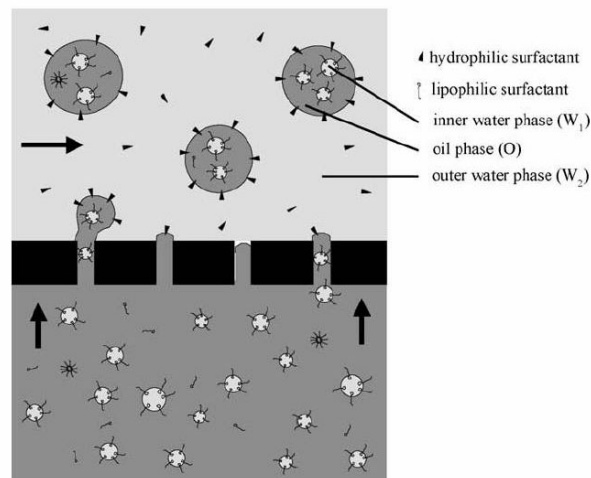 hydrophilic surfactant
lipophilic surfactant
inner water phase (W₁)
oil phase (O)
outer water phase (W₂)